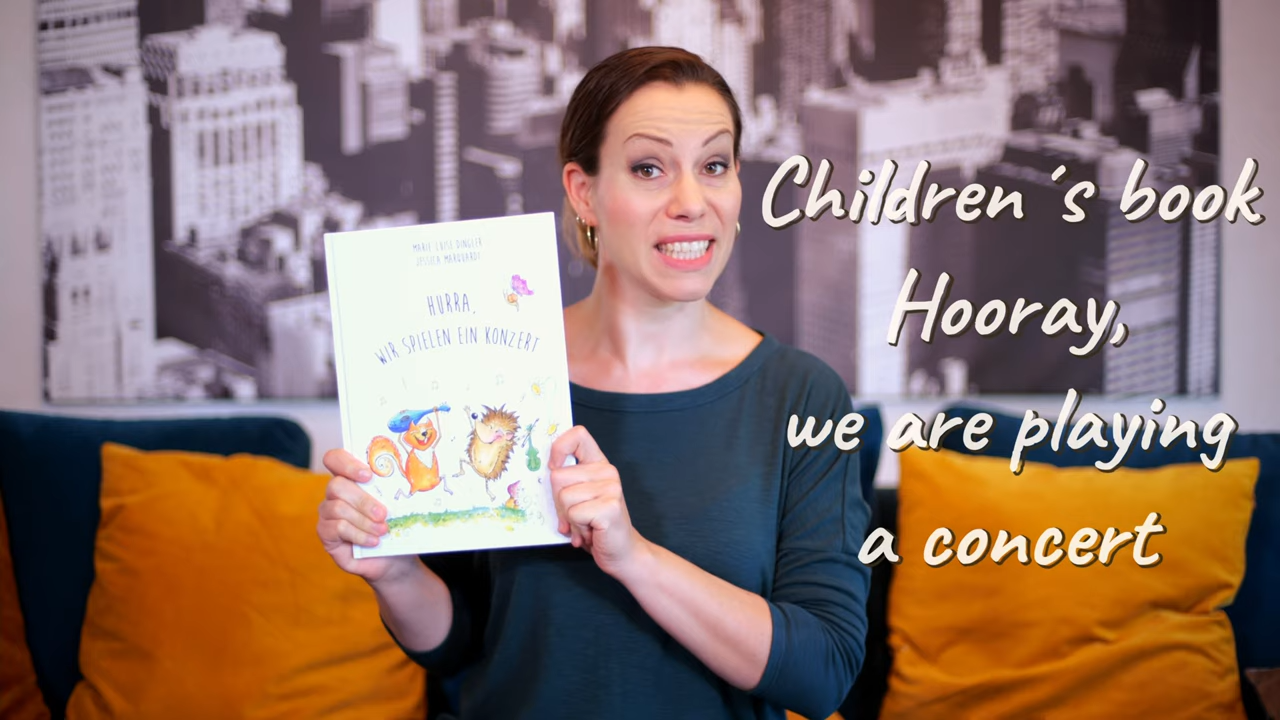 MARIE-LUISE DINGLER
JESSICA MARQUARDT
HURRA,
WIR SPIELEN EIN KONZERT
Children´s book
Hooray,
we are playing
a concert